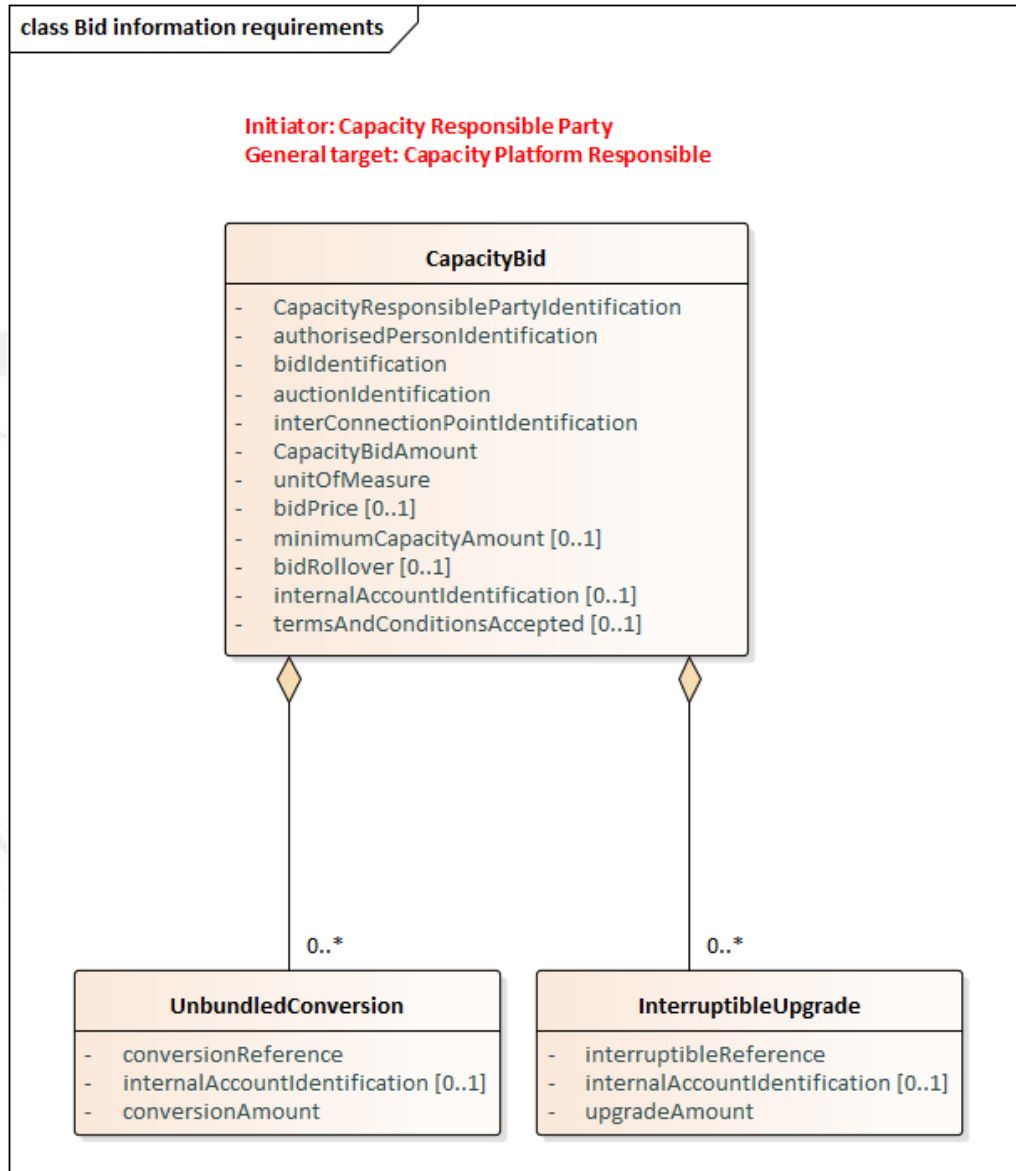 class Bid information requirements
Initiator: Capacity Responsible Party
General target: Capacity Platform Responsible
CapacityBid
- CapacityResponsiblePartyIdentification
- authorisedPersonIdentification
- bidIdentification
- auctionIdentification
- interConnectionPointIdentification
- CapacityBidAmount
- unitOfMeasure
- bidPrice [0..1]
- minimumCapacityAmount [0..1]
- bidRollover [0..1]
- internalAccountIdentification [0..1]
- termsAndConditionsAccepted [0..1]
0..*
0..*
UnbundledConversion
- conversionReference
- internalAccountIdentification [0..1]
- conversionAmount
InterruptibleUpgrade
- interruptibleReference
- internalAccountIdentification [0..1]
- upgradeAmount